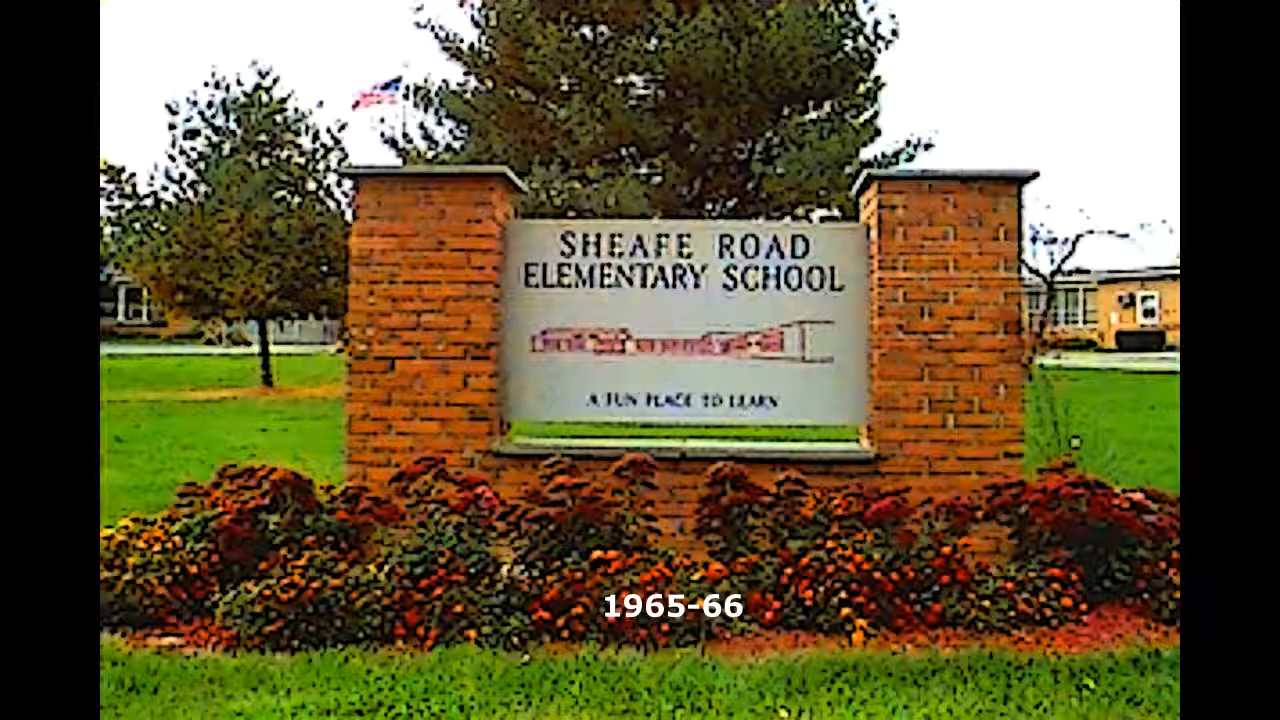 SHEAFE ROAD
ELEMENTARY SCHOOL
A FUN PLACE TO LEARN
1965-66